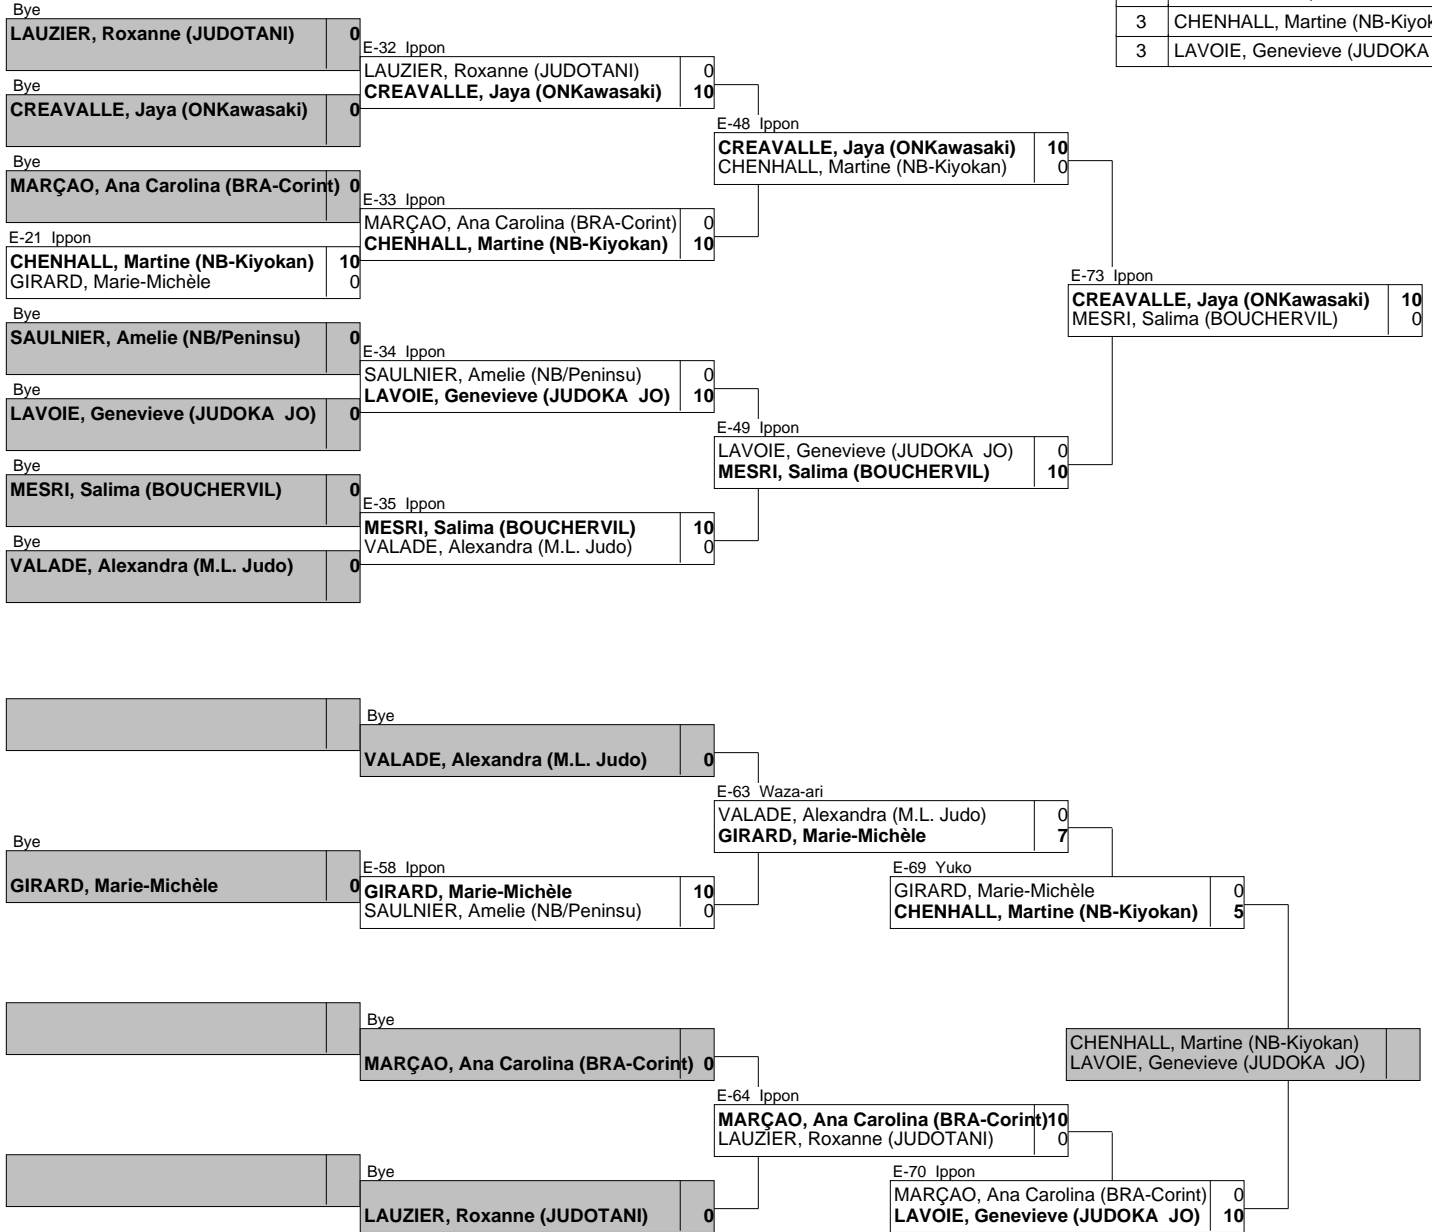 Bye
LAUZIER, Roxanne (JUDOTANI) 0
Bye
CREAVALLE, Jaya (ONKawasaki) 0
Bye
MARÇAO, Ana Carolina (BRA-Corint) 0
E-21 Ippon
CHENHALL, Martine (NB-Kiyokan) 10
GIRARD, Marie-Michèle 0
Bye
SAULNIER, Amelie (NB/Peninsu) 0
Bye
LAVOIE, Genevieve (JUDOKA JO) 0
Bye
MESRI, Salima (BOUCHERVIL) 0
Bye
VALADE, Alexandra (M.L. Judo) 0
E-32 Ippon
LAUZIER, Roxanne (JUDOTANI) 0
CREAVALLE, Jaya (ONKawasaki) 10
E-33 Ippon
MARÇAO, Ana Carolina (BRA-Corint) 0
CHENHALL, Martine (NB-Kiyokan) 10
E-34 Ippon
SAULNIER, Amelie (NB/Peninsu) 0
LAVOIE, Genevieve (JUDOKA JO) 10
E-35 Ippon
MESRI, Salima (BOUCHERVIL) 10
VALADE, Alexandra (M.L. Judo) 0
E-48 Ippon
CREAVALLE, Jaya (ONKawasaki) 10
CHENHALL, Martine (NB-Kiyokan) 0
E-49 Ippon
LAVOIE, Genevieve (JUDOKA JO) 0
MESRI, Salima (BOUCHERVIL) 10
E-73 Ippon
CREAVALLE, Jaya (ONKawasaki) 10
MESRI, Salima (BOUCHERVIL) 0
3 CHENHALL, Martine (NB-Kiyok
3 LAVOIE, Genevieve (JUDOKA
Bye
VALADE, Alexandra (M.L. Judo) 0
Bye
GIRARD, Marie-Michèle 0
E-58 Ippon
GIRARD, Marie-Michèle 10
SAULNIER, Amelie (NB/Peninsu) 0
E-63 Waza-ari
VALADE, Alexandra (M.L. Judo) 0
GIRARD, Marie-Michèle 7
E-69 Yuko
GIRARD, Marie-Michèle 0
CHENHALL, Martine (NB-Kiyokan) 5
Bye
MARÇAO, Ana Carolina (BRA-Corint) 0
Bye
LAUZIER, Roxanne (JUDOTANI) 0
E-64 Ippon
MARÇAO, Ana Carolina (BRA-Corint) 10
LAUZIER, Roxanne (JUDOTANI) 0
E-70 Ippon
MARÇAO, Ana Carolina (BRA-Corint) 0
LAVOIE, Genevieve (JUDOKA JO) 10
CHENHALL, Martine (NB-Kiyokan)
LAVOIE, Genevieve (JUDOKA JO)